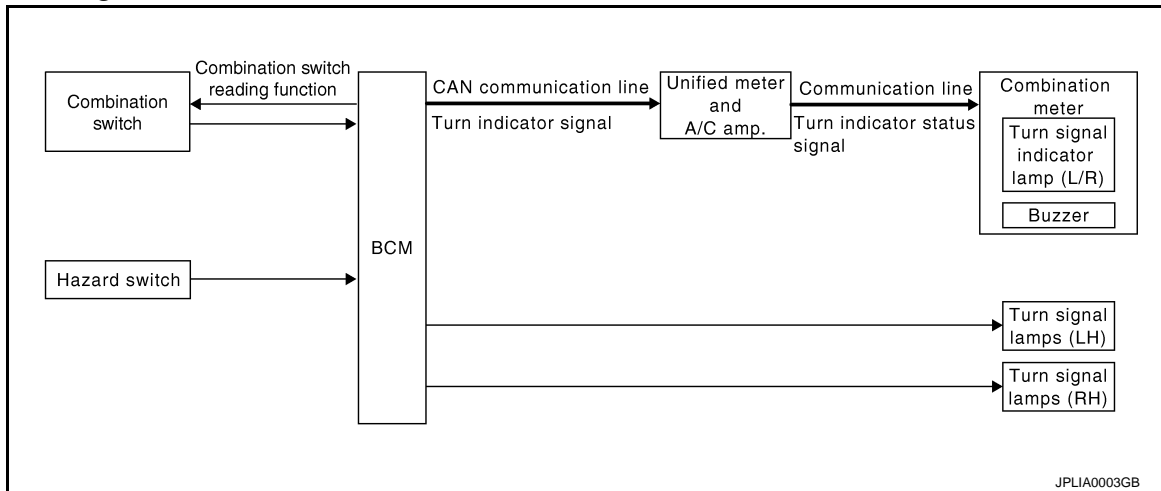 Combination switch
reading function
Combination
switch
Hazard switch
BCM
CAN communication line
Turn indicator signal
Unified meter
and
A/C amp.
Communication line
Turn indicator status
signal
Combination
meter
Turn signal
indicator
lamp (L/R)
Buzzer
Turn signal
lamps (LH)
Turn signal
lamps (RH)
JPLIA0003GB